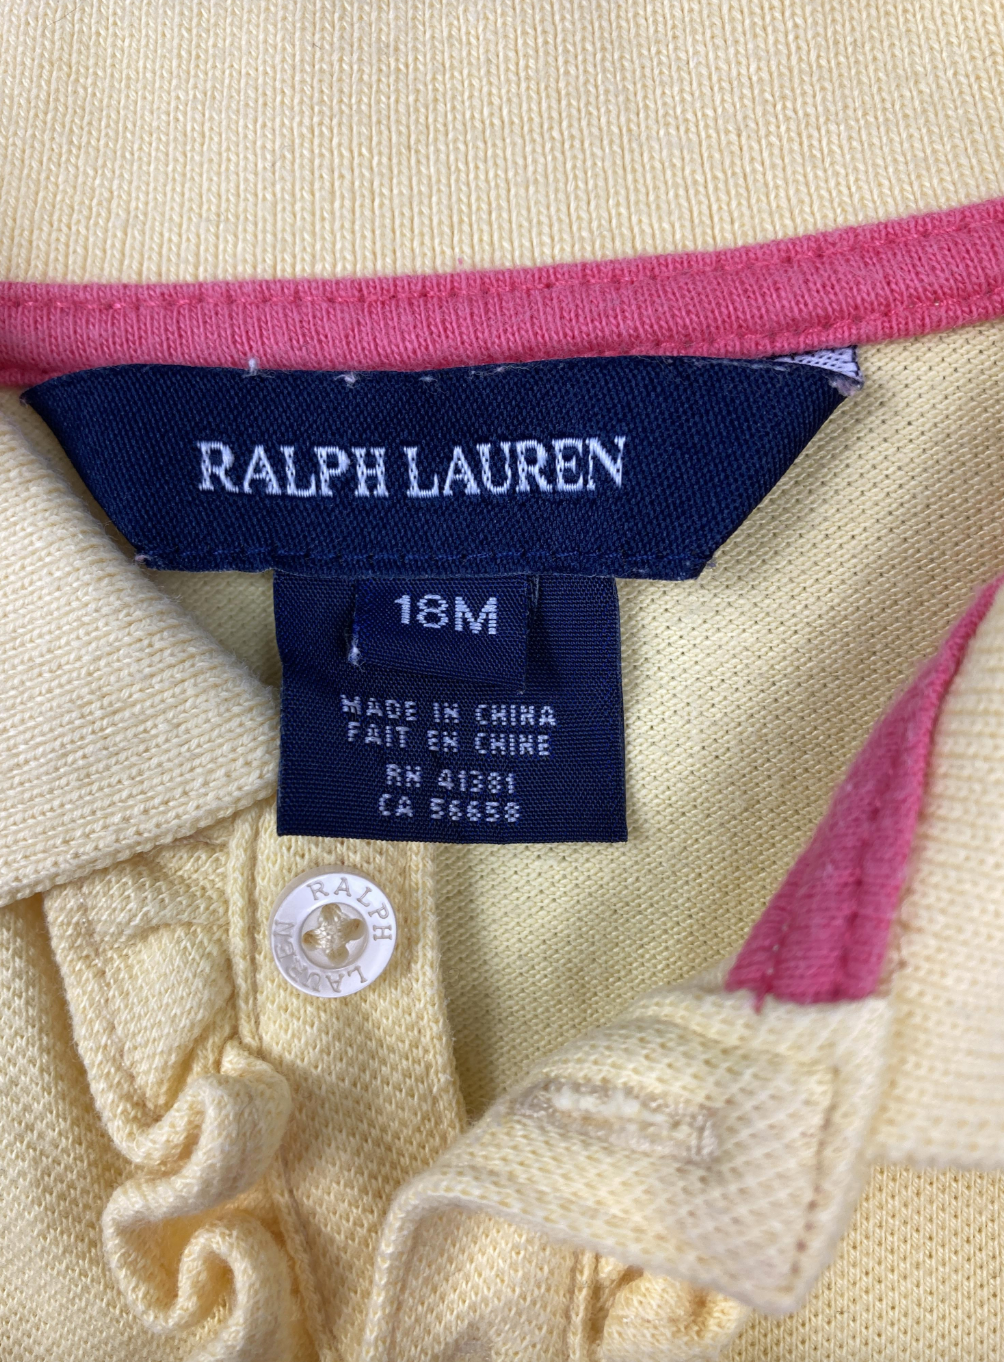 RALPH LAUREN
18M
MADE IN CHINA
FAIT EN CHINE
RN 41381
CA 56658
RALPH LAUREN